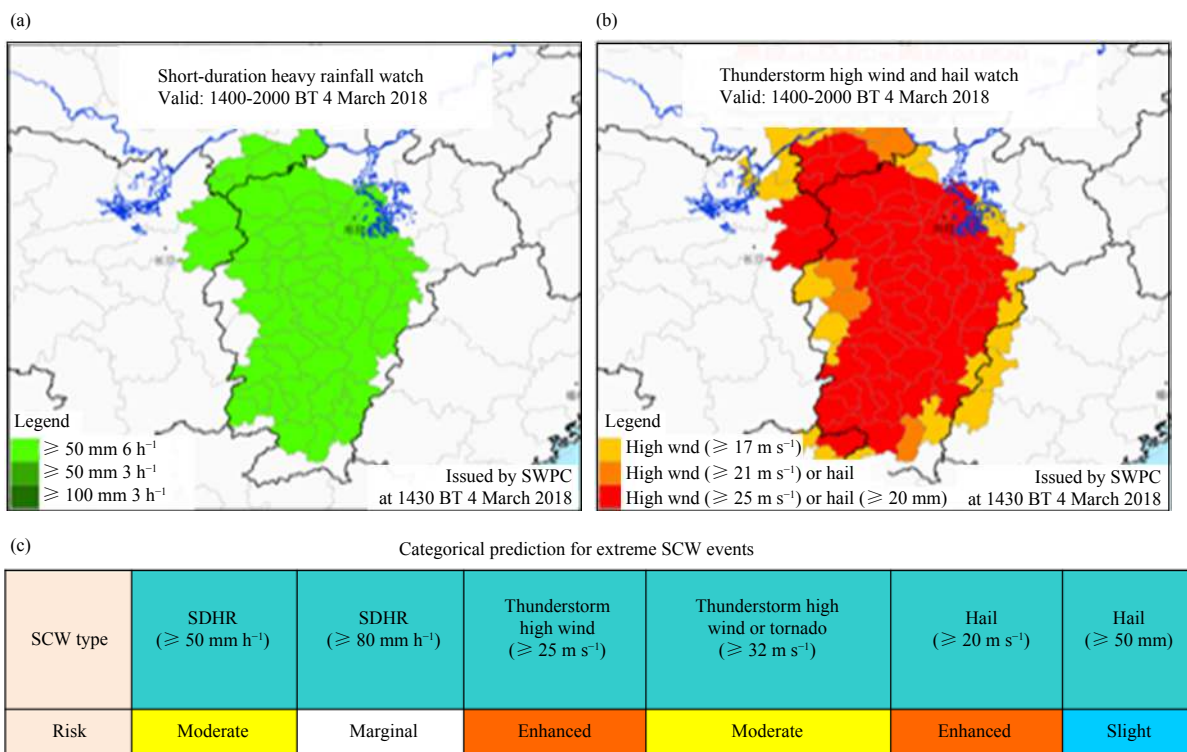 (a)
Short-duration heavy rainfall watch
Valid: 1400-2000 BT 4 March 2018
Legend
≥ 50 mm 6 h⁻¹
≥ 50 mm 3 h⁻¹
≥ 100 mm 3 h⁻¹
Issued by SWPC
at 1430 BT 4 March 2018
(b)
Thunderstorm high wind and hail watch
Valid: 1400-2000 BT 4 March 2018
Legend
High wnd (≥ 17 m s⁻¹)
High wnd (≥ 21 m s⁻¹) or hail
High wnd (≥ 25 m s⁻¹) or hail (≥ 20 mm)
Issued by SWPC
at 1430 BT 4 March 2018
(c)
Categorical prediction for extreme SCW events
SCW type
SDHR
(≥ 50 mm h⁻¹)
SDHR
(≥ 80 mm h⁻¹)
Thunderstorm
high wind
(≥ 25 m s⁻¹)
Thunderstorm high
wind or tornado
(≥ 32 m s⁻¹)
Hail
(≥ 20 m s⁻¹)
Hail
(≥ 50 mm)
Risk
Moderate
Marginal
Enhanced
Moderate
Enhanced
Slight